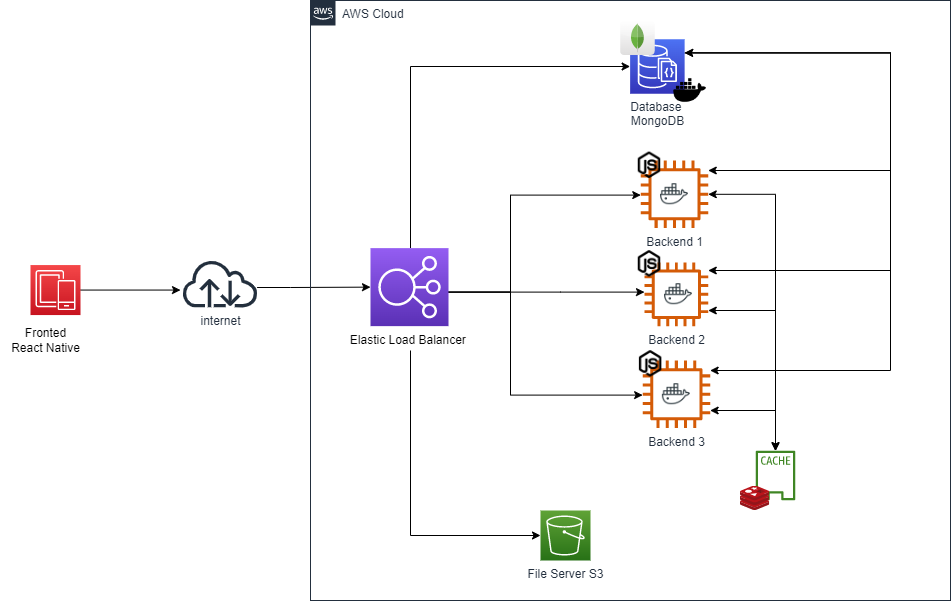 aws
AWS Cloud
Database
MongoDB
JS
Backend 1
JS
Backend 2
JS
Backend 3
Fronted
React Native
internet
Elastic Load Balancer
CACHE
File Server S3